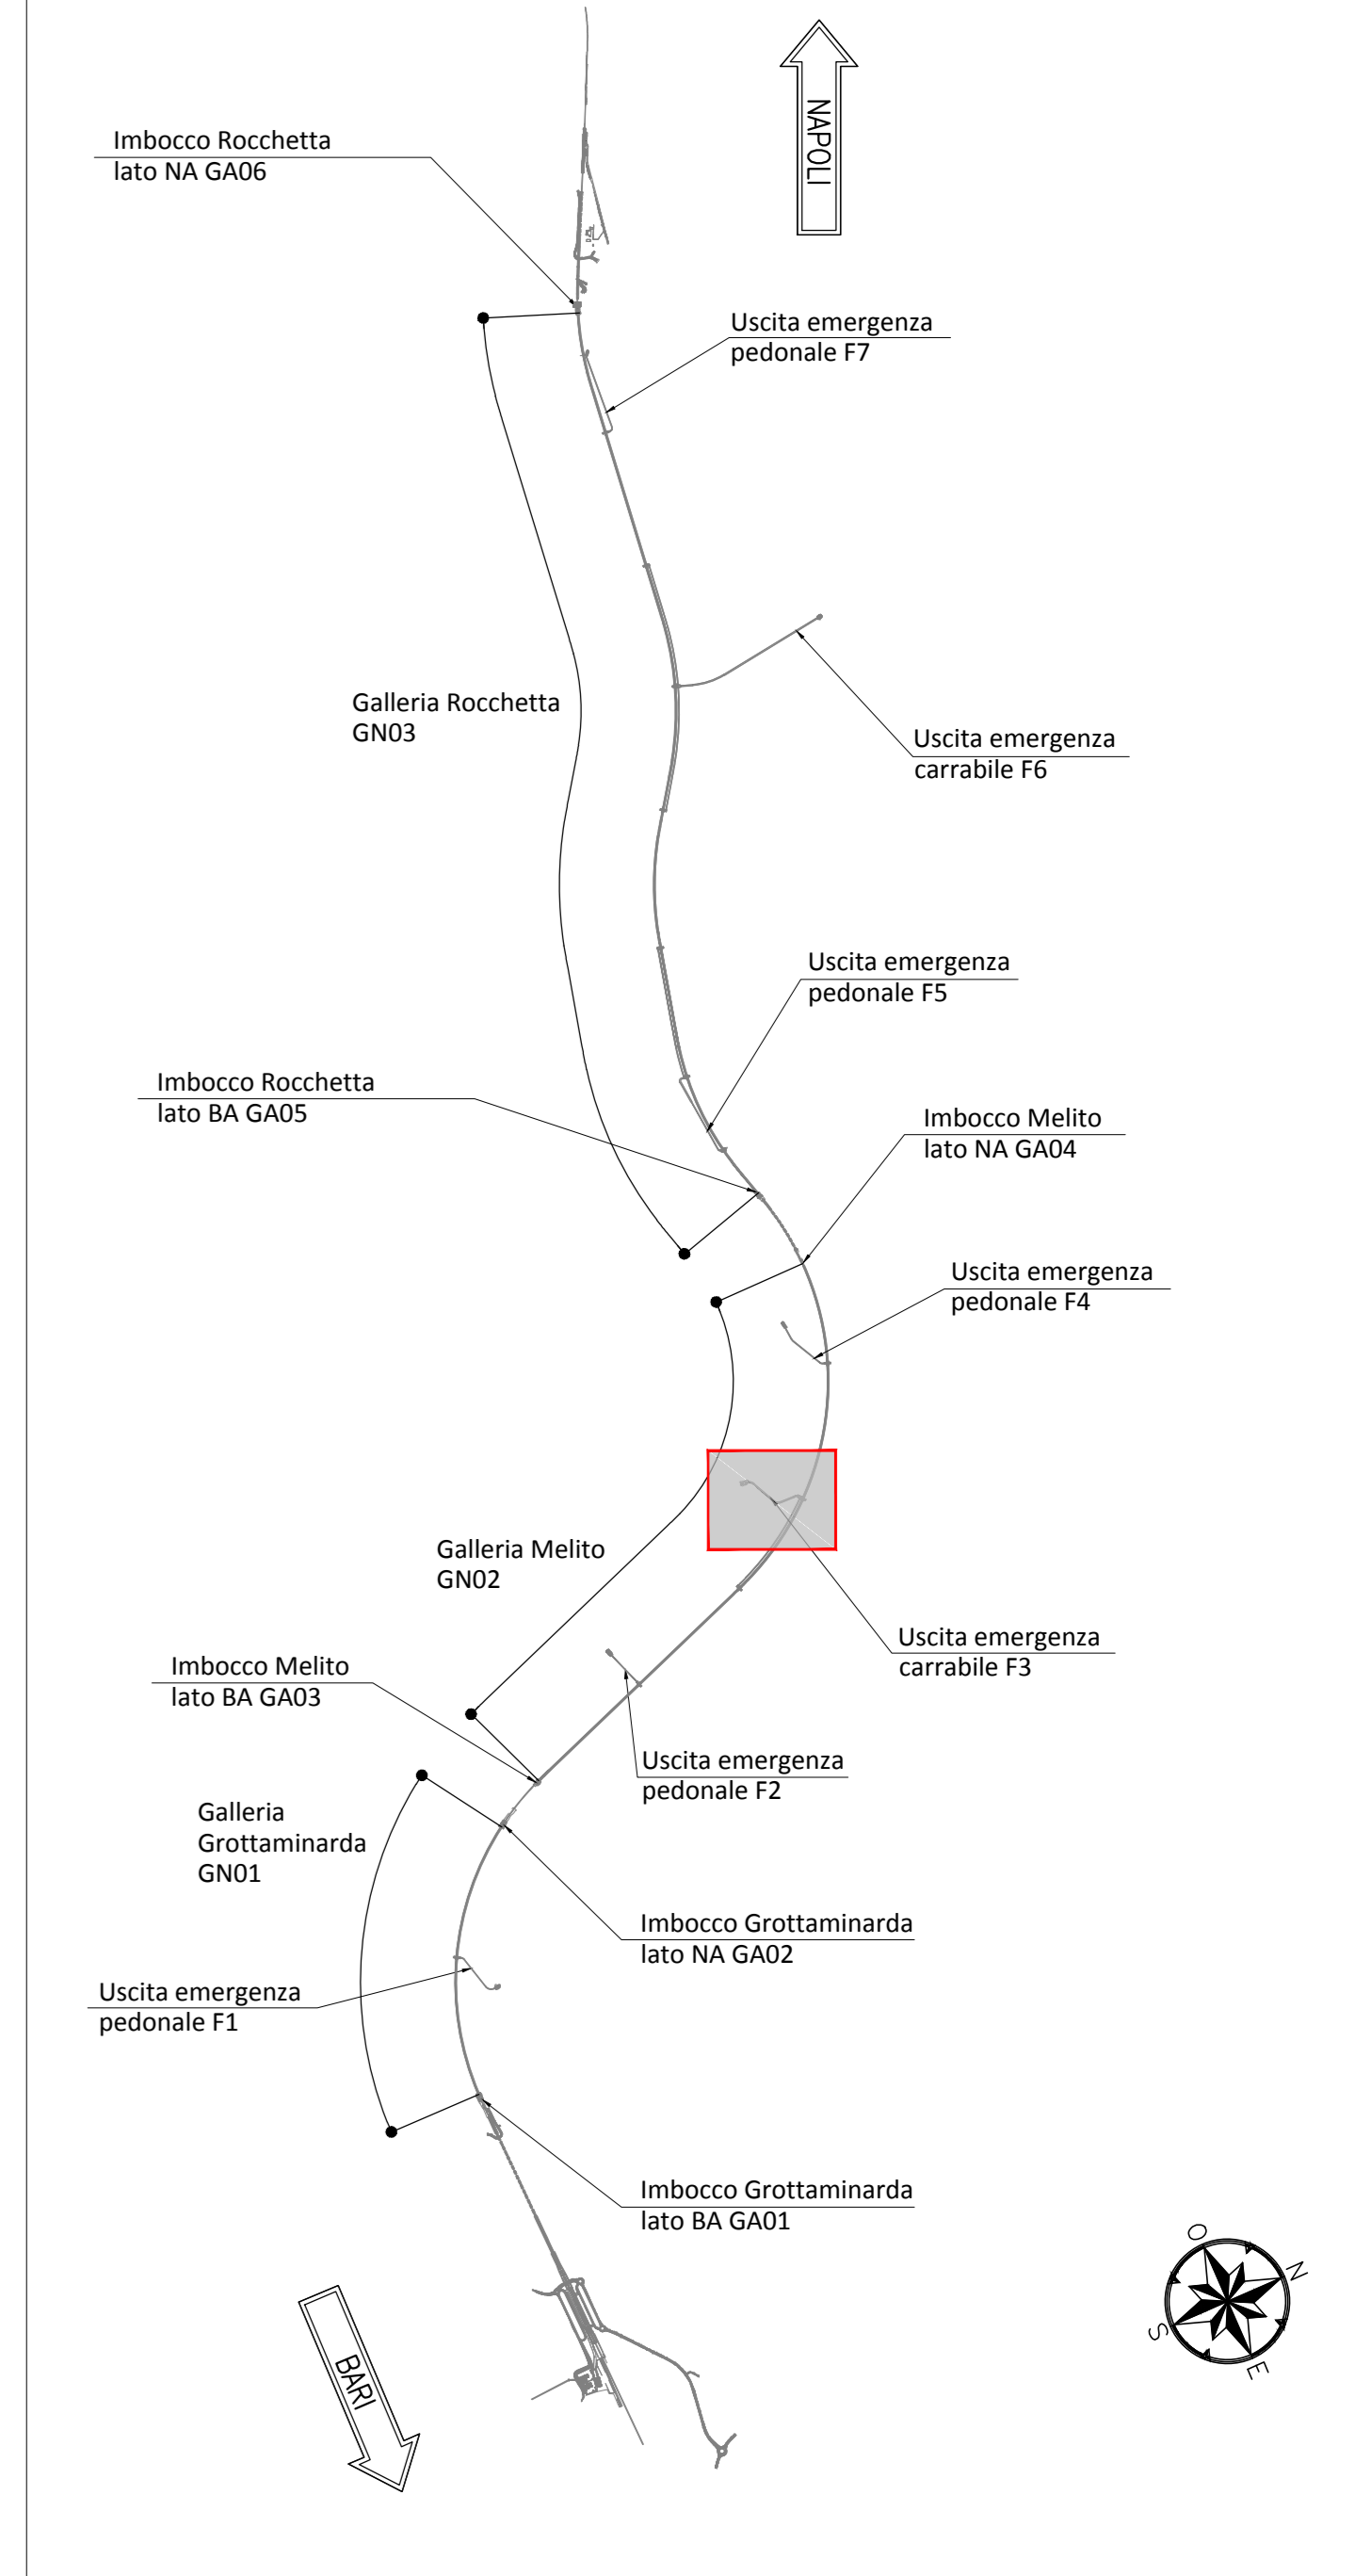 NAPOLI
Imbocco Rocchetta
lato NA GA06
Uscita emergenza
pedonale F7
Galleria Rocchetta
GN03
Uscita emergenza
carrabile F6
Uscita emergenza
pedonale F5
Imbocco Rocchetta
lato BA GA05
Imbocco Melito
lato NA GA04
Uscita emergenza
pedonale F4
Galleria Melito
GN02
Uscita emergenza
carrabile F3
Imbocco Melito
lato BA GA03
Uscita emergenza
pedonale F2
Galleria
Grottaminarda
GN01
Imbocco Grottaminarda
lato NA GA02
Uscita emergenza
pedonale F1
Imbocco Grottaminarda
lato BA GA01
O
N
S
E
BARI